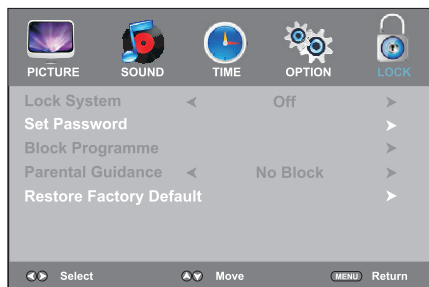 PICTURE SOUND TIME OPTION LOCK
Lock System Off
Set Password
Block Programme
Parental Guidance No Block
Restore Factory Default
Select Move MENU Return